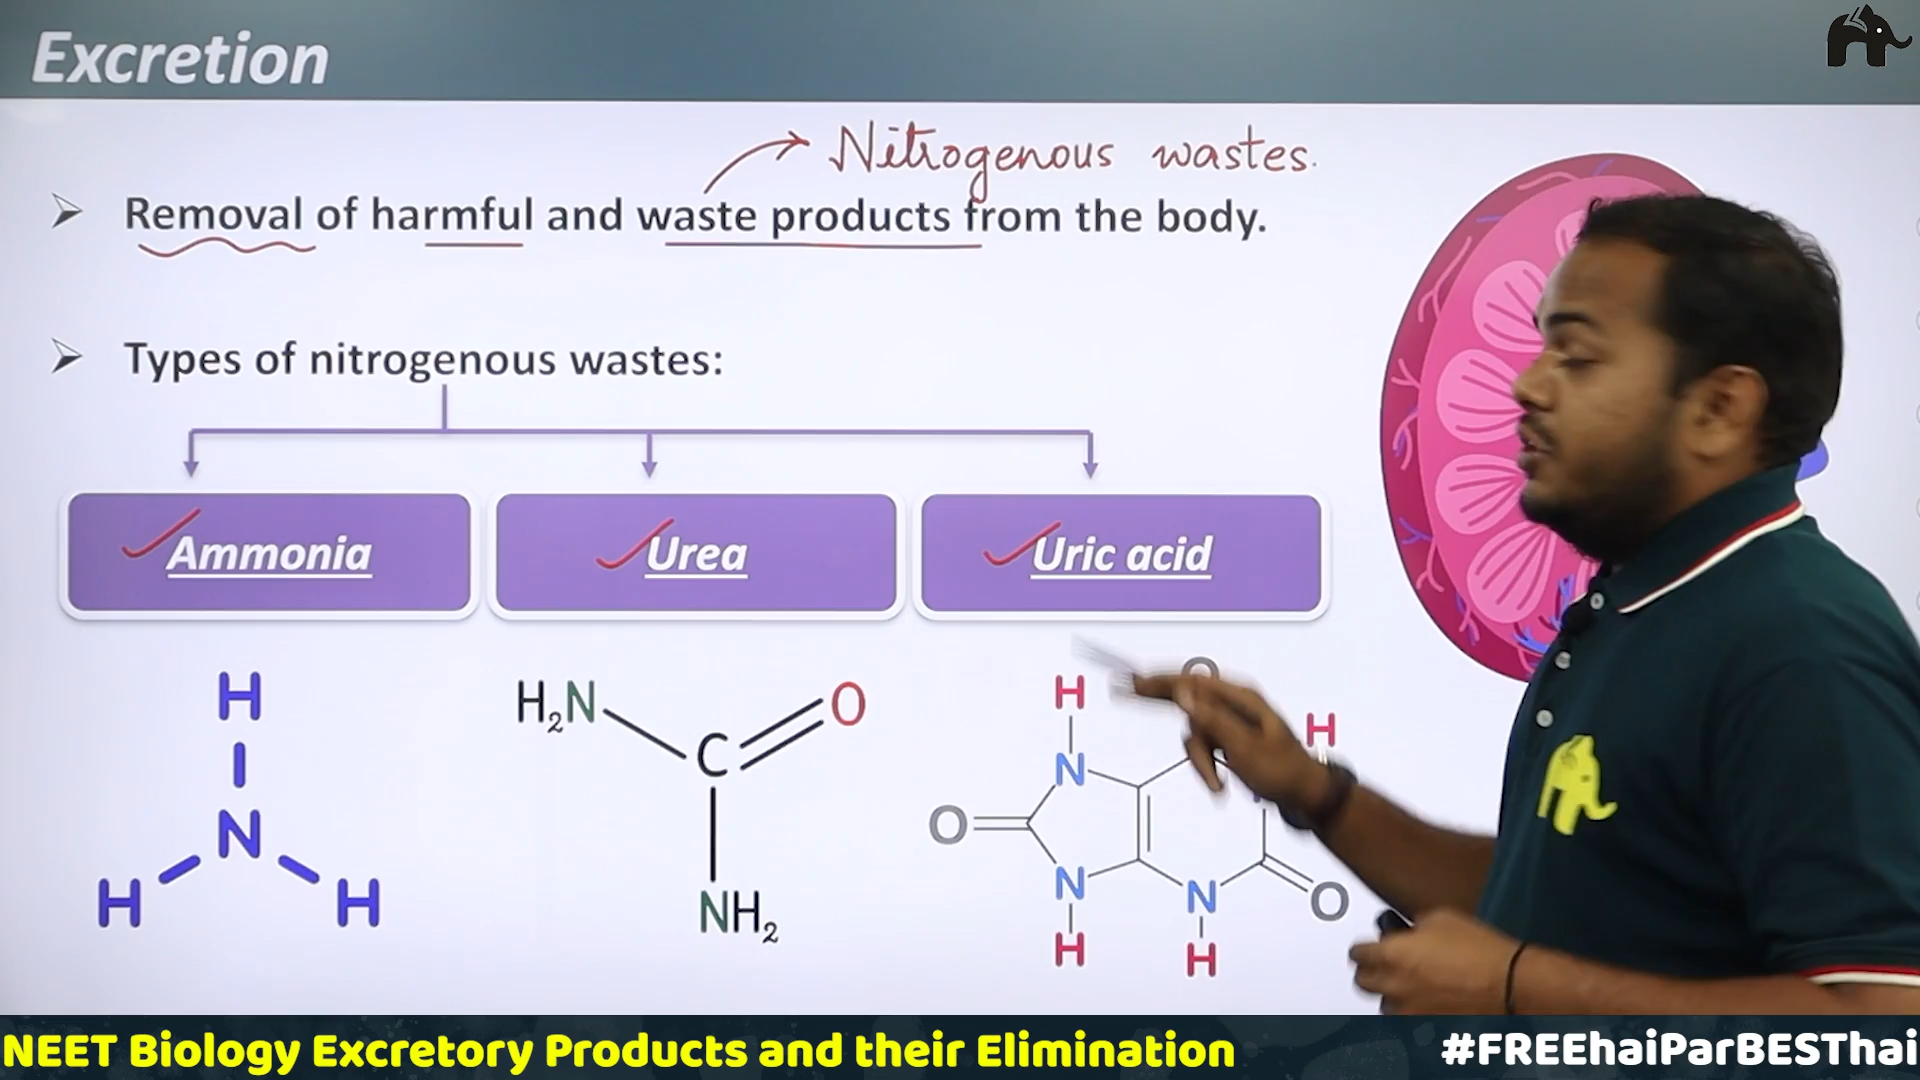 Excretion
Nitrogenous wastes.
➢ Removal of harmful and waste products from the body.
➢ Types of nitrogenous wastes:
Ammonia
Urea
Uric acid
H
N
H H
H₂N
O
C
NH₂
H
O
H
N
O
N
N
O
H
H
NEET Biology Excretory Products and their Elimination
#FREEhaiParBESThai